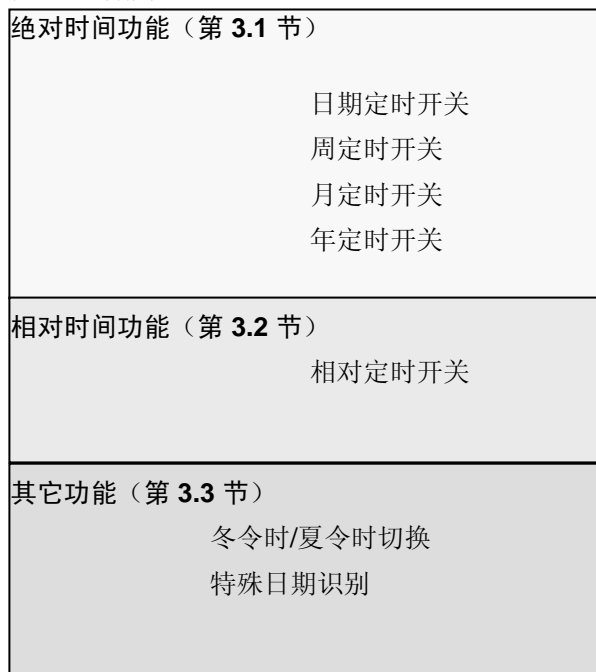 绝对时间功能（第 3.1 节）
日期定时开关
周定时开关
月定时开关
年定时开关
相对时间功能（第 3.2 节）
相对定时开关
其它功能（第 3.3 节）
冬令时/夏令时切换
特殊日期识别